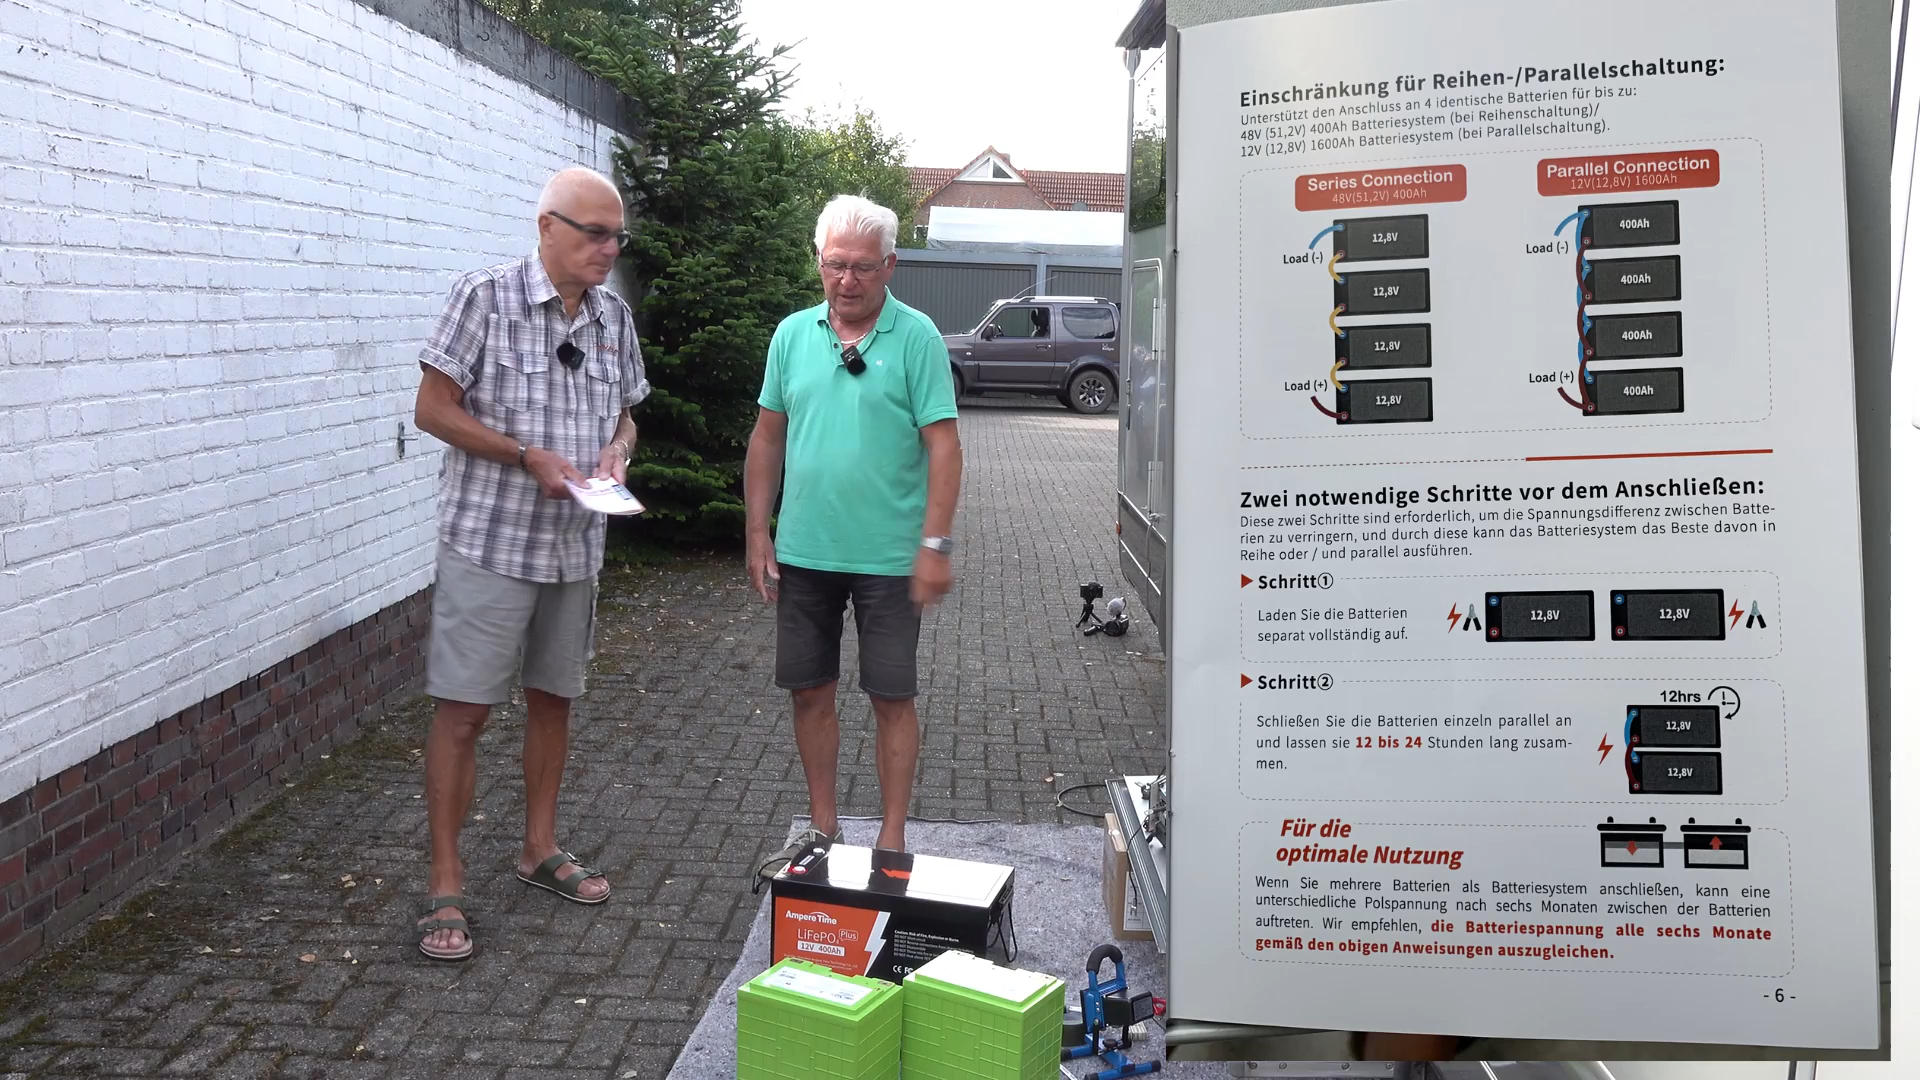 Einschränkung für Reihen-/Parallelschaltung:
Unterstützt den Anschluss an 4 identische Batterien für bis zu:
48V (51,2V) 400Ah Batteriesystem (bei Reihenschaltung)/
12V (12,8V) 1600Ah Batteriesystem (bei Parallelschaltung).
Series Connection
48V(51,2V) 400Ah
Load (-)
12,8V
12,8V
12,8V
Load (+)
12,8V
Parallel Connection
12V(12,8V) 1600Ah
Load (-)
400Ah
400Ah
400Ah
Load (+)
400Ah
Zwei notwendige Schritte vor dem Anschließen:
Diese zwei Schritte sind erforderlich, um die Spannungsdifferenz zwischen Batte-
rien zu verringern, und durch diese kann das Batteriesystem das Beste davon in
Reihe oder / und parallel ausführen.
Schritt①
Laden Sie die Batterien
separat vollständig auf.
12,8V
12,8V
Schritt②
Schließen Sie die Batterien einzeln parallel an
und lassen sie 12 bis 24 Stunden lang zusam-
men.
12hrs
12,8V
12,8V
Für die
optimale Nutzung
Wenn Sie mehrere Batterien als Batteriesystem anschließen, kann eine
unterschiedliche Polspannung nach sechs Monaten zwischen der Batterien
auftreten. Wir empfehlen, die Batteriespannung alle sechs Monate
gemäß den obigen Anweisungen auszugleichen.
- 6 -
Ampere Time
LiFePO4 Plus
12V 400Ah